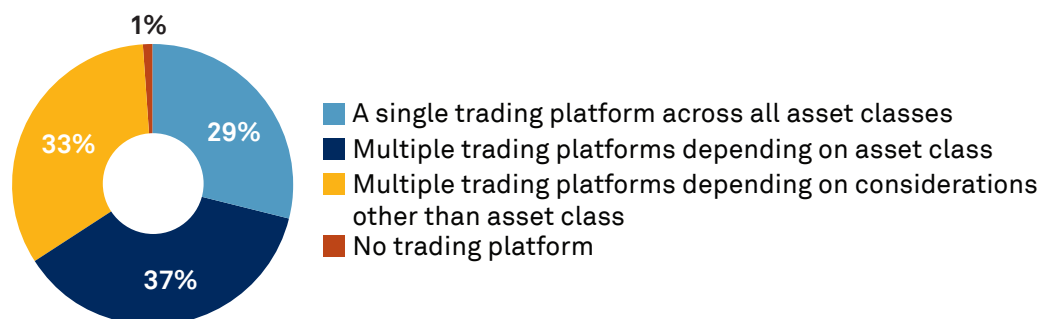 1%
29%
33%
37%
A single trading platform across all asset classes
Multiple trading platforms depending on asset class
Multiple trading platforms depending on considerations
other than asset class
No trading platform